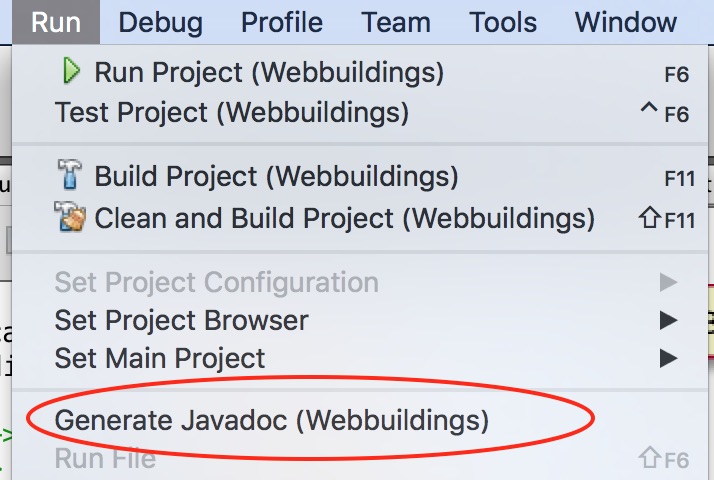 Run Debug Profile Team Tools Window
Run Project (Webbuildings) F6
Test Project (Webbuildings) ^ F6
Build Project (Webbuildings) F11
Clean and Build Project (Webbuildings) ⇧F11
Set Project Configuration ▶
Set Project Browser ▶
Set Main Project ▶
Generate Javadoc (Webbuildings)
Run File ⇧F6